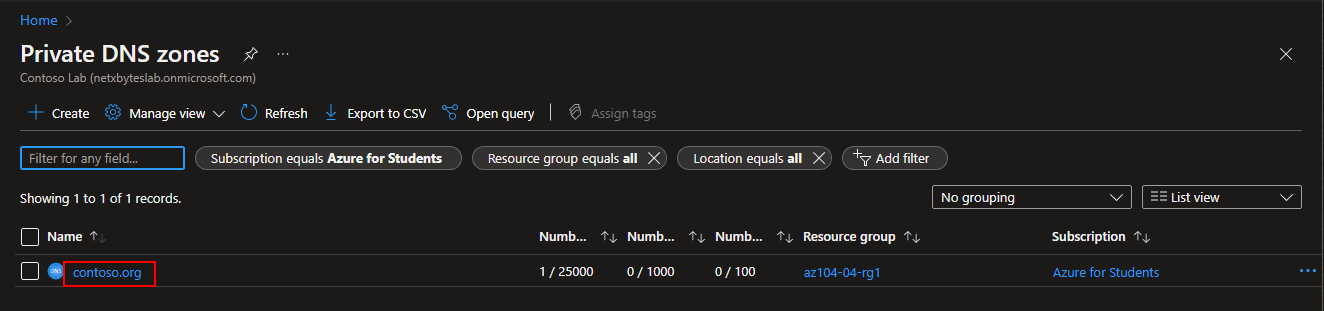 Home >
Private DNS zones ...
Contoso Lab (netxbyteslab.onmicrosoft.com)
Create Manage view Refresh Export to CSV Open query Assign tags
Filter for any field... Subscription equals Azure for Students Resource group equals all Location equals all Add filter
Showing 1 to 1 of 1 records. No grouping List view
Name Numb... Numb... Numb... Resource group Subscription
DNS contoso.org 1 / 25000 0 / 1000 0 / 100 az104-04-rg1 Azure for Students ...